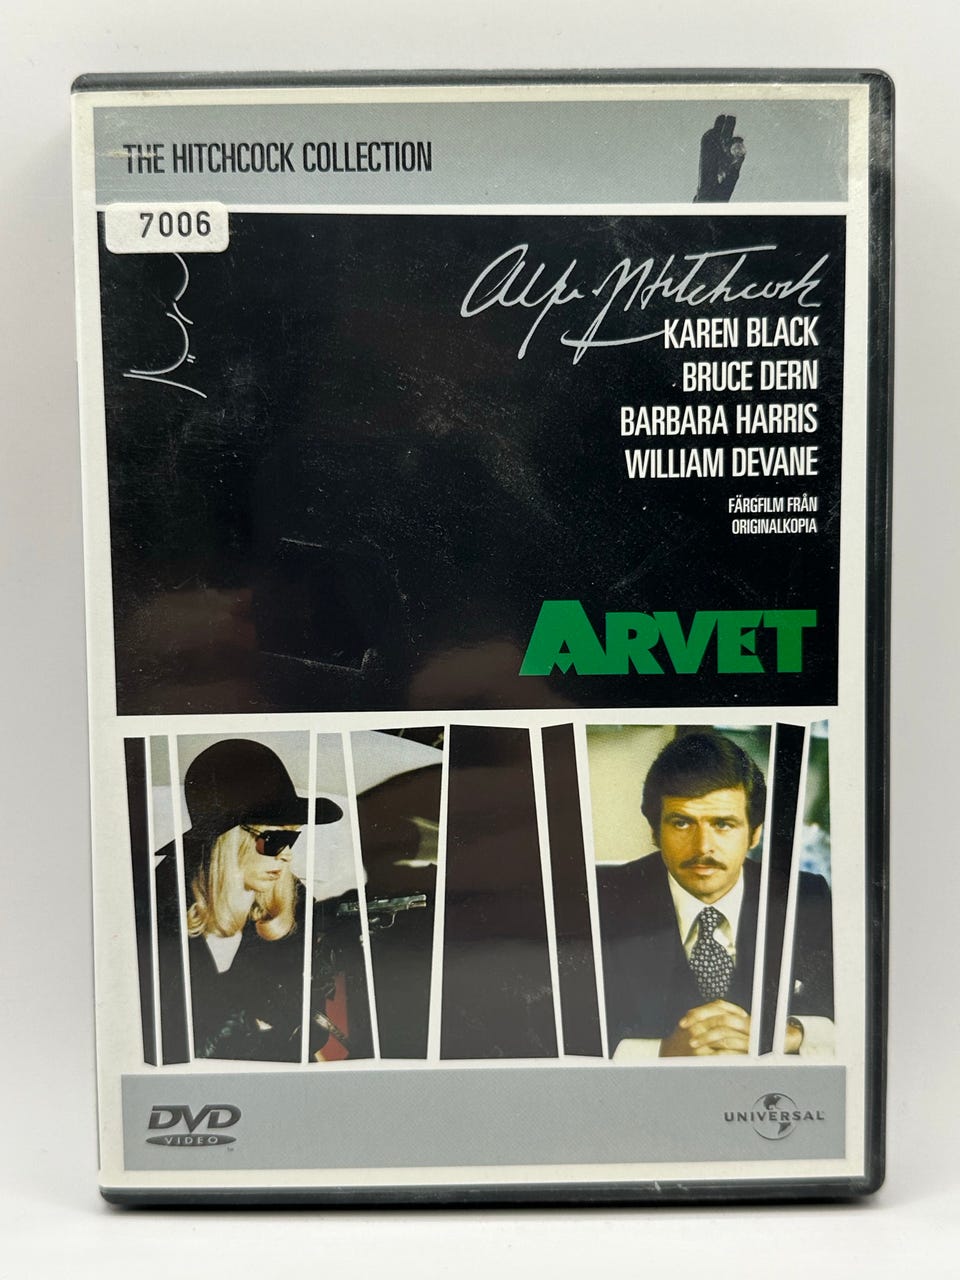 THE HITCHCOCK COLLECTION
7006
Alfred Hitchcock
KAREN BLACK
BRUCE DERN
BARBARA HARRIS
WILLIAM DEVANE
FÄRGFILM FRÅN
ORIGINALKOPIA
ARVET
DVD
VIDEO
UNIVERSAL